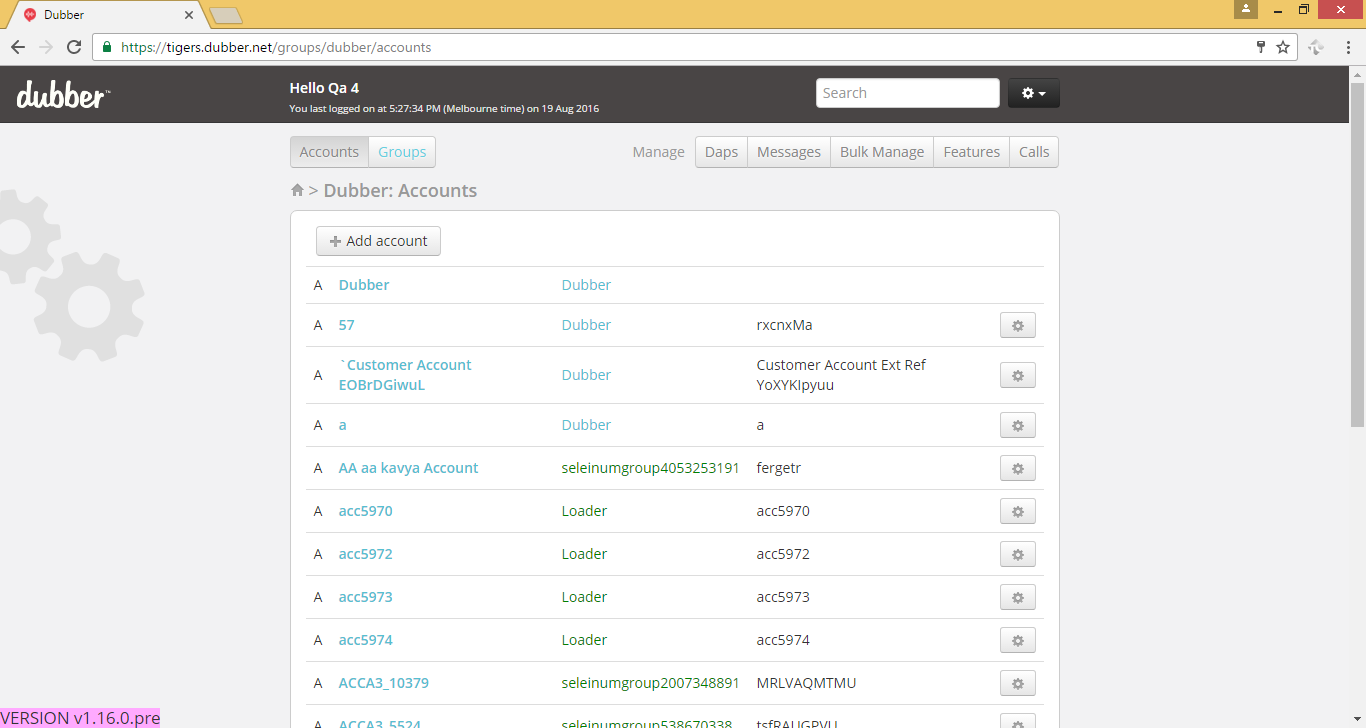 Dubber
https://tigers.dubber.net/groups/dubber/accounts
dubber™
Hello Qa 4
You last logged on at 5:27:34 PM (Melbourne time) on 19 Aug 2016
Search
Accounts Groups Manage Daps Messages Bulk Manage Features Calls
> Dubber: Accounts
+ Add account
A Dubber Dubber
A 57 Dubber rxcnxMa
A `Customer Account EOBrDGiwuL Dubber Customer Account Ext Ref YoXYKIpyuu
A a Dubber a
A AA aa kavya Account seleinumgroup4053253191 fergetr
A acc5970 Loader acc5970
A acc5972 Loader acc5972
A acc5973 Loader acc5973
A acc5974 Loader acc5974
A ACCA3_10379 seleinumgroup2007348891 MRLVAQMTMU
A ACCA3_5524 seleinumgroup538670338 tsfRAUGPVU
VERSION v1.16.0.pre